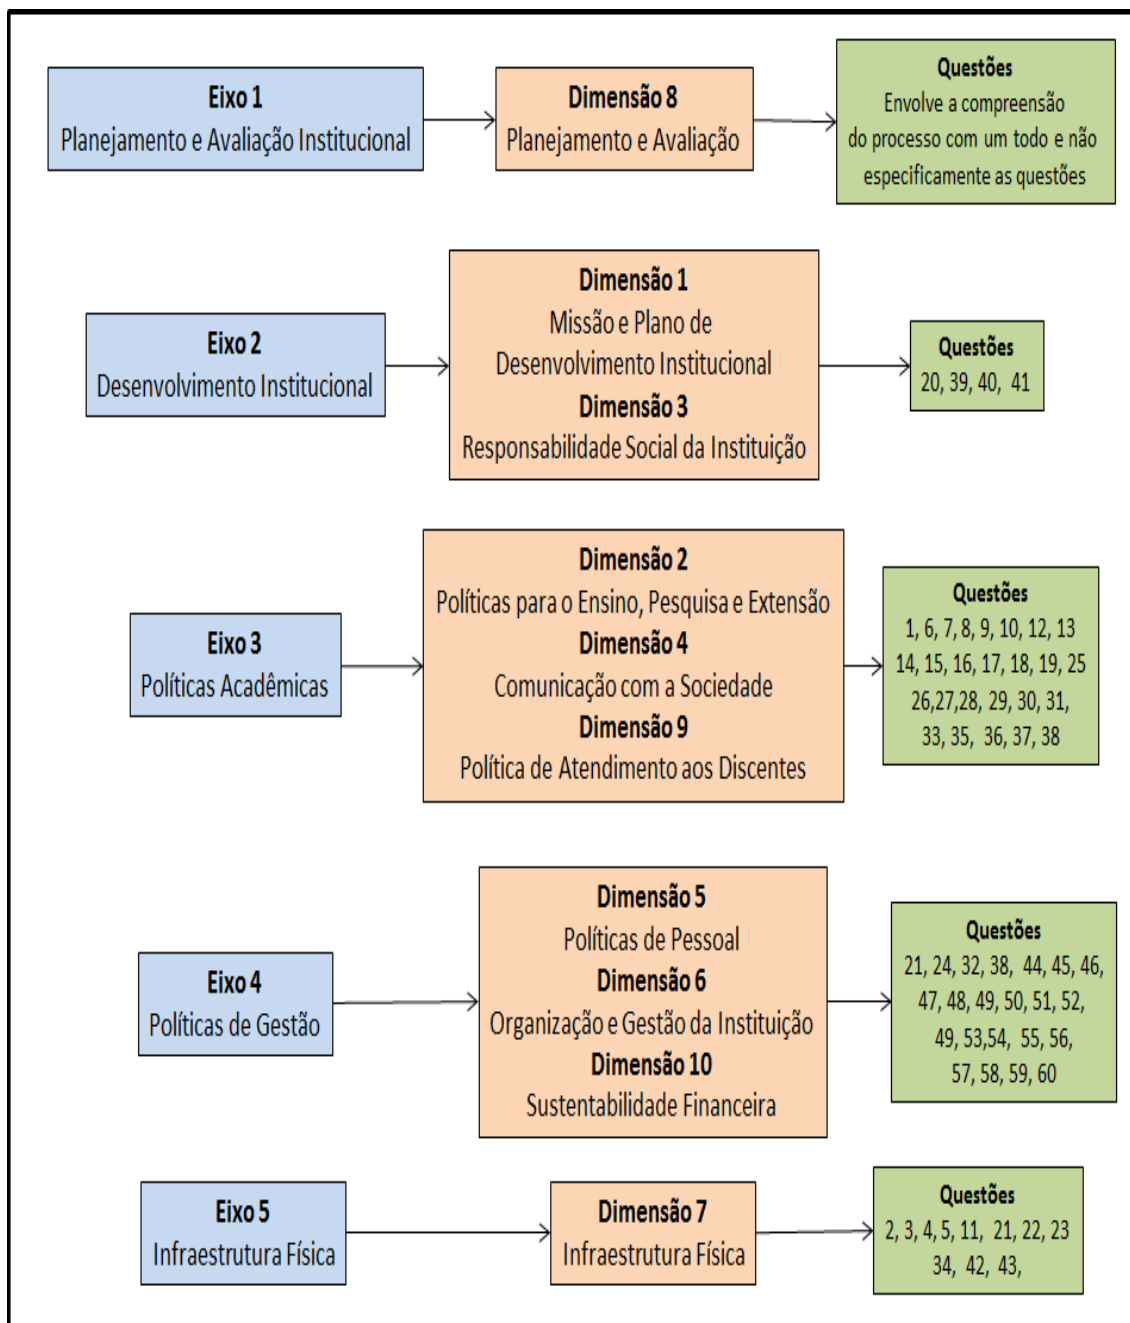 Eixo 1
Planejamento e Avaliação Institucional
Dimensão 8
Planejamento e Avaliação
Questões
Envolve a compreensão
do processo com um todo e não
especificamente as questões
Eixo 2
Desenvolvimento Institucional
Dimensão 1
Missão e Plano de
Desenvolvimento Institucional
Dimensão 3
Responsabilidade Social da Instituição
Questões
20, 39, 40, 41
Eixo 3
Políticas Acadêmicas
Dimensão 2
Políticas para o Ensino, Pesquisa e Extensão
Dimensão 4
Comunicação com a Sociedade
Dimensão 9
Política de Atendimento aos Discentes
Questões
1, 6, 7, 8, 9, 10, 12, 13
14, 15, 16, 17, 18, 19, 25
26,27,28, 29, 30, 31,
33, 35, 36, 37, 38
Eixo 4
Políticas de Gestão
Dimensão 5
Políticas de Pessoal
Dimensão 6
Organização e Gestão da Instituição
Dimensão 10
Sustentabilidade Financeira
Questões
21, 24, 32, 38, 44, 45, 46,
47, 48, 49, 50, 51, 52,
49, 53,54, 55, 56,
57, 58, 59, 60
Eixo 5
Infraestrutura Física
Dimensão 7
Infraestrutura Física
Questões
2, 3, 4, 5, 11, 21, 22, 23
34, 42, 43,